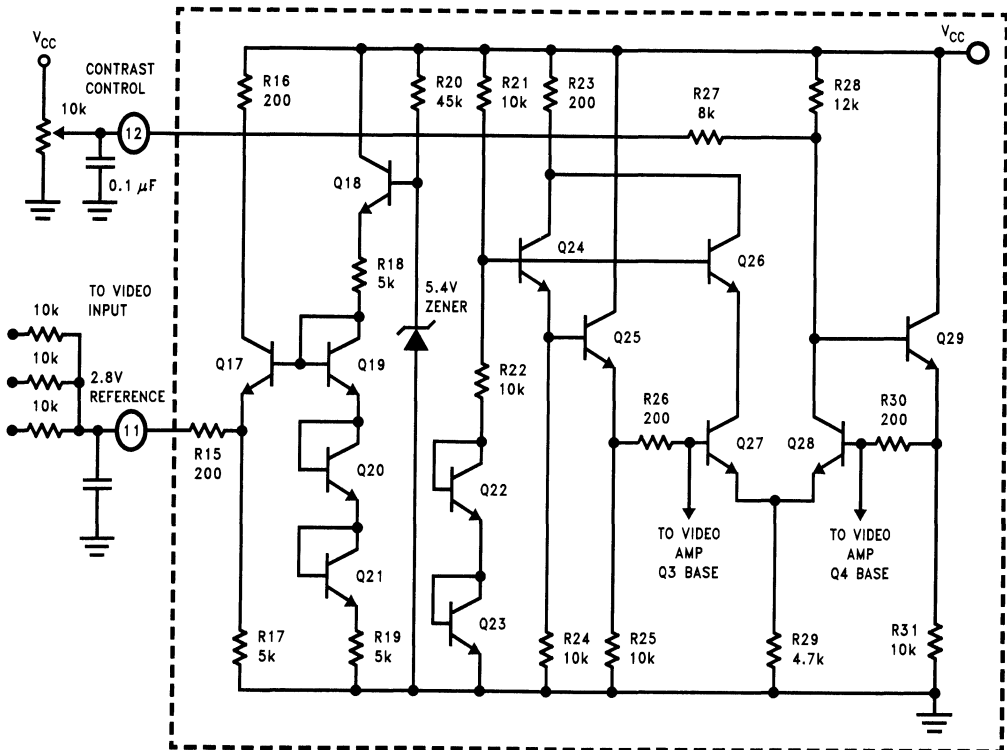 VCC
CONTRAST
CONTROL
10k
12
0.1 μF
R16
200
R20
45k
R21
10k
R23
200
R27
8k
R28
12k
VCC
Q18
Q24
Q26
R18
5k
5.4V
ZENER
TO VIDEO
INPUT
10k
10k
10k
2.8V
REFERENCE
11
R15
200
Q17
Q19
R22
10k
Q25
Q29
R26
200
R30
200
Q27
Q28
Q20
Q22
TO VIDEO
AMP
Q3 BASE
TO VIDEO
AMP
Q4 BASE
Q21
Q23
R17
5k
R19
5k
R24
10k
R25
10k
R29
4.7k
R31
10k